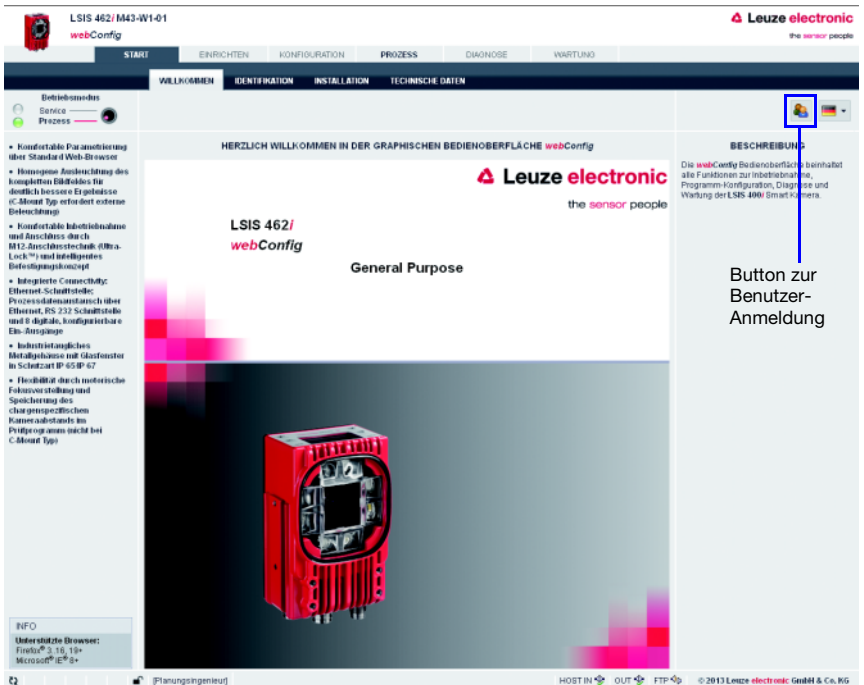 LSIS 462i M43-W1-01
webConfig
Leuze electronic
the sensor people
START EINRICHTEN KONFIGURATION PROZESS DIAGNOSE WARTUNG
WILLKOMMEN IDENTIFIKATION INSTALLATION TECHNISCHE DATEN
Betriebsmodus
Service
Prozess
• Komfortable Parametrierung
über Standard Web-Browser
• Homogene Ausleuchtung des
kompletten Bildfeldes für
deutlich bessere Ergebnisse
(C-Mount Typ erfordert externe
Beleuchtung)
• Komfortable Inbetriebnahme
und Anschluss durch
M12-Anschlusstechnik (Ultra-
Lock™) und intelligentes
Befestigungskonzept
• Integrierte Connectivity:
Ethernet-Schnittstelle;
Prozessdatenaustausch über
Ethernet, RS 232 Schnittstelle
und 8 digitale, konfigurierbare
Ein-/Ausgänge
• Industrietaugliches
Metallgehäuse mit Glasfenster
in Schutzart IP 65/IP 67
• Flexibilität durch motorische
Fokusverstellung und
Speicherung des
chargenspezifischen
Kameraabstands im
Prüfprogramm (nicht bei
C-Mount Typ)
INFO
Unterstützte Browser:
Firefox® 3.16, 19+
Microsoft® IE® 8+
HERZLICH WILLKOMMEN IN DER GRAPHISCHEN BEDIENOBERFLÄCHE webConfig
Leuze electronic
the sensor people
LSIS 462i
webConfig
General Purpose
BESCHREIBUNG
Die webConfig Bedienoberfläche beinhaltet
alle Funktionen zur Inbetriebnahme,
Programm-Konfiguration, Diagnose und
Wartung der LSIS 400i Smart Kamera.
Button zur
Benutzer-
Anmeldung
[Planungsingenieur]
HOST IN OUT FTP © 2013 Leuze electronic GmbH & Co. KG